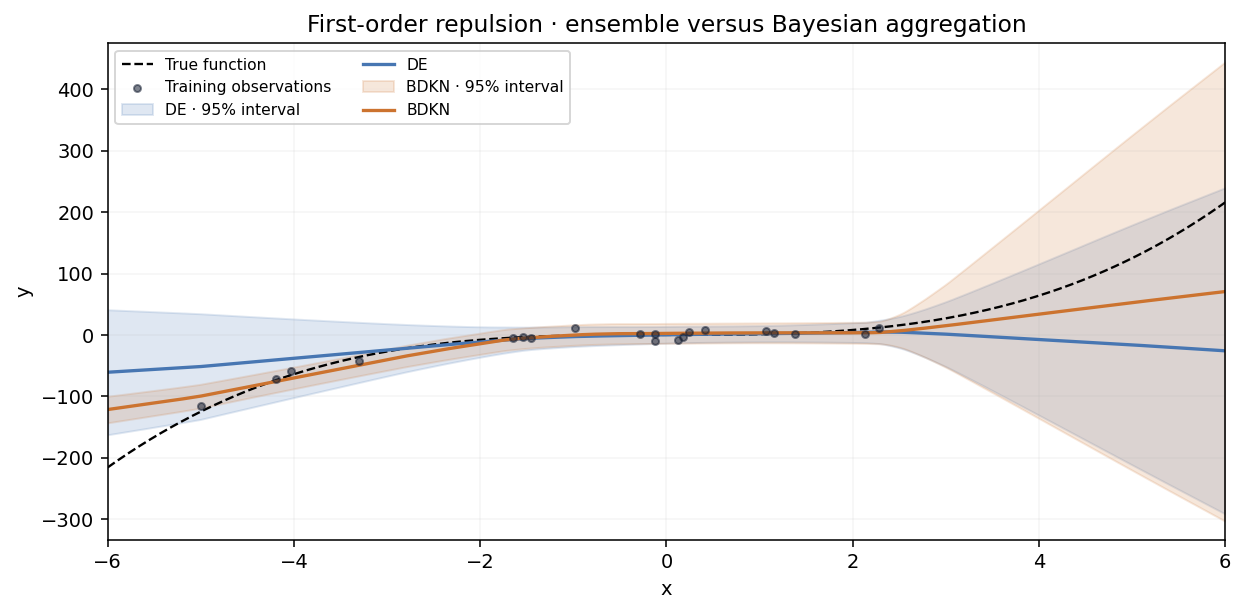 First-order repulsion · ensemble versus Bayesian aggregation
True function
Training observations
DE · 95% interval
DE
BDKN · 95% interval
BDKN
400
300
200
100
0
−100
−200
−300
y
−6
−4
−2
0
2
4
6
x